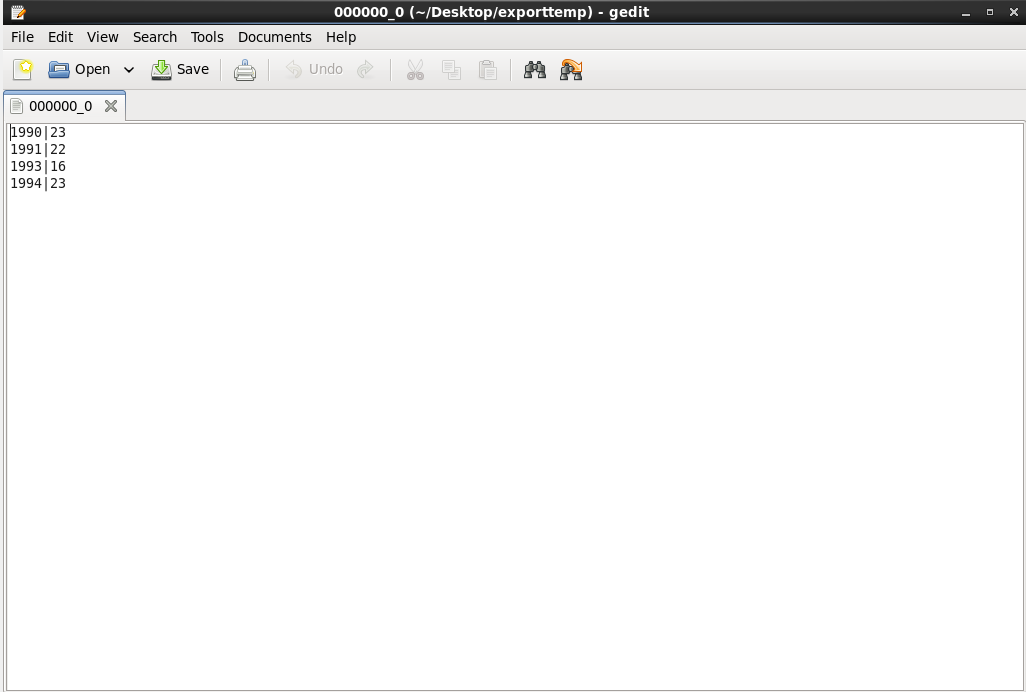 000000_0 (~/Desktop/exporttemp) - gedit
File Edit View Search Tools Documents Help
Open Save Undo
000000_0
1990|23
1991|22
1993|16
1994|23